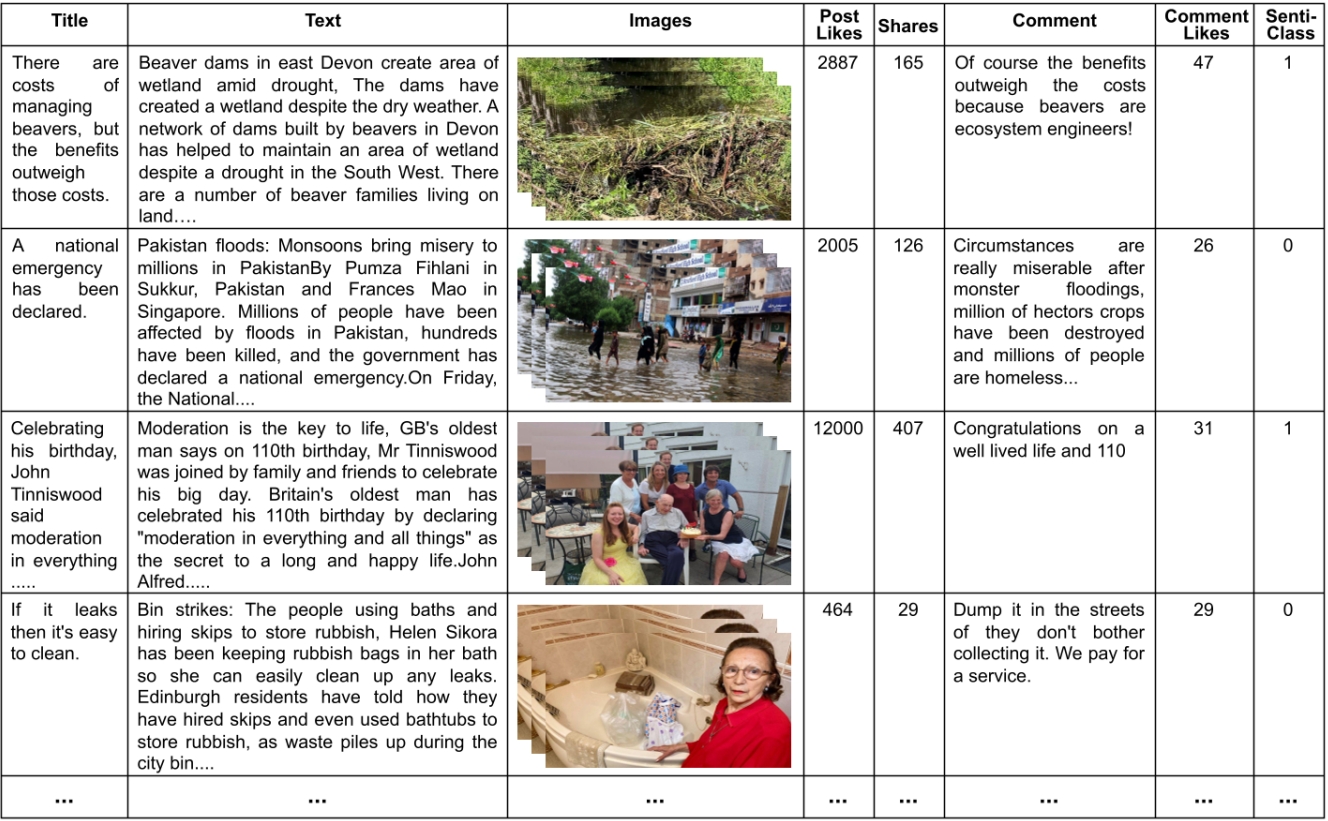 Title Text Images Post Likes Shares Comment Comment Likes Senti-Class
There are
costs of
managing
beavers, but
the benefits
outweigh
those costs.
Beaver dams in east Devon create area of
wetland amid drought, The dams have
created a wetland despite the dry weather. A
network of dams built by beavers in Devon
has helped to maintain an area of wetland
despite a drought in the South West. There
are a number of beaver families living on
land….
2887
165
Of course the benefits
outweigh the costs
because beavers are
ecosystem engineers!
47
1
A national
emergency
has been
declared.
Pakistan floods: Monsoons bring misery to
millions in PakistanBy Pumza Fihlani in
Sukkur, Pakistan and Frances Mao in
Singapore. Millions of people have been
affected by floods in Pakistan, hundreds
have been killed, and the government has
declared a national emergency.On Friday,
the National....
2005
126
Circumstances are
really miserable after
monster floodings,
million of hectors crops
have been destroyed
and millions of people
are homeless...
26
0
Celebrating
his birthday,
John
Tinniswood
said
moderation
in everything
.....
Moderation is the key to life, GB's oldest
man says on 110th birthday, Mr Tinniswood
was joined by family and friends to celebrate
his big day. Britain's oldest man has
celebrated his 110th birthday by declaring
"moderation in everything and all things" as
the secret to a long and happy life.John
Alfred.....
12000
407
Congratulations on a
well lived life and 110
31
1
If it leaks
then it's easy
to clean.
Bin strikes: The people using baths and
hiring skips to store rubbish, Helen Sikora
has been keeping rubbish bags in her bath
so she can easily clean up any leaks.
Edinburgh residents have told how they
have hired skips and even used bathtubs to
store rubbish, as waste piles up during the
city bin....
464
29
Dump it in the streets
of they don't bother
collecting it. We pay for
a service.
29
0
... ... ... ... ... ... ... ...